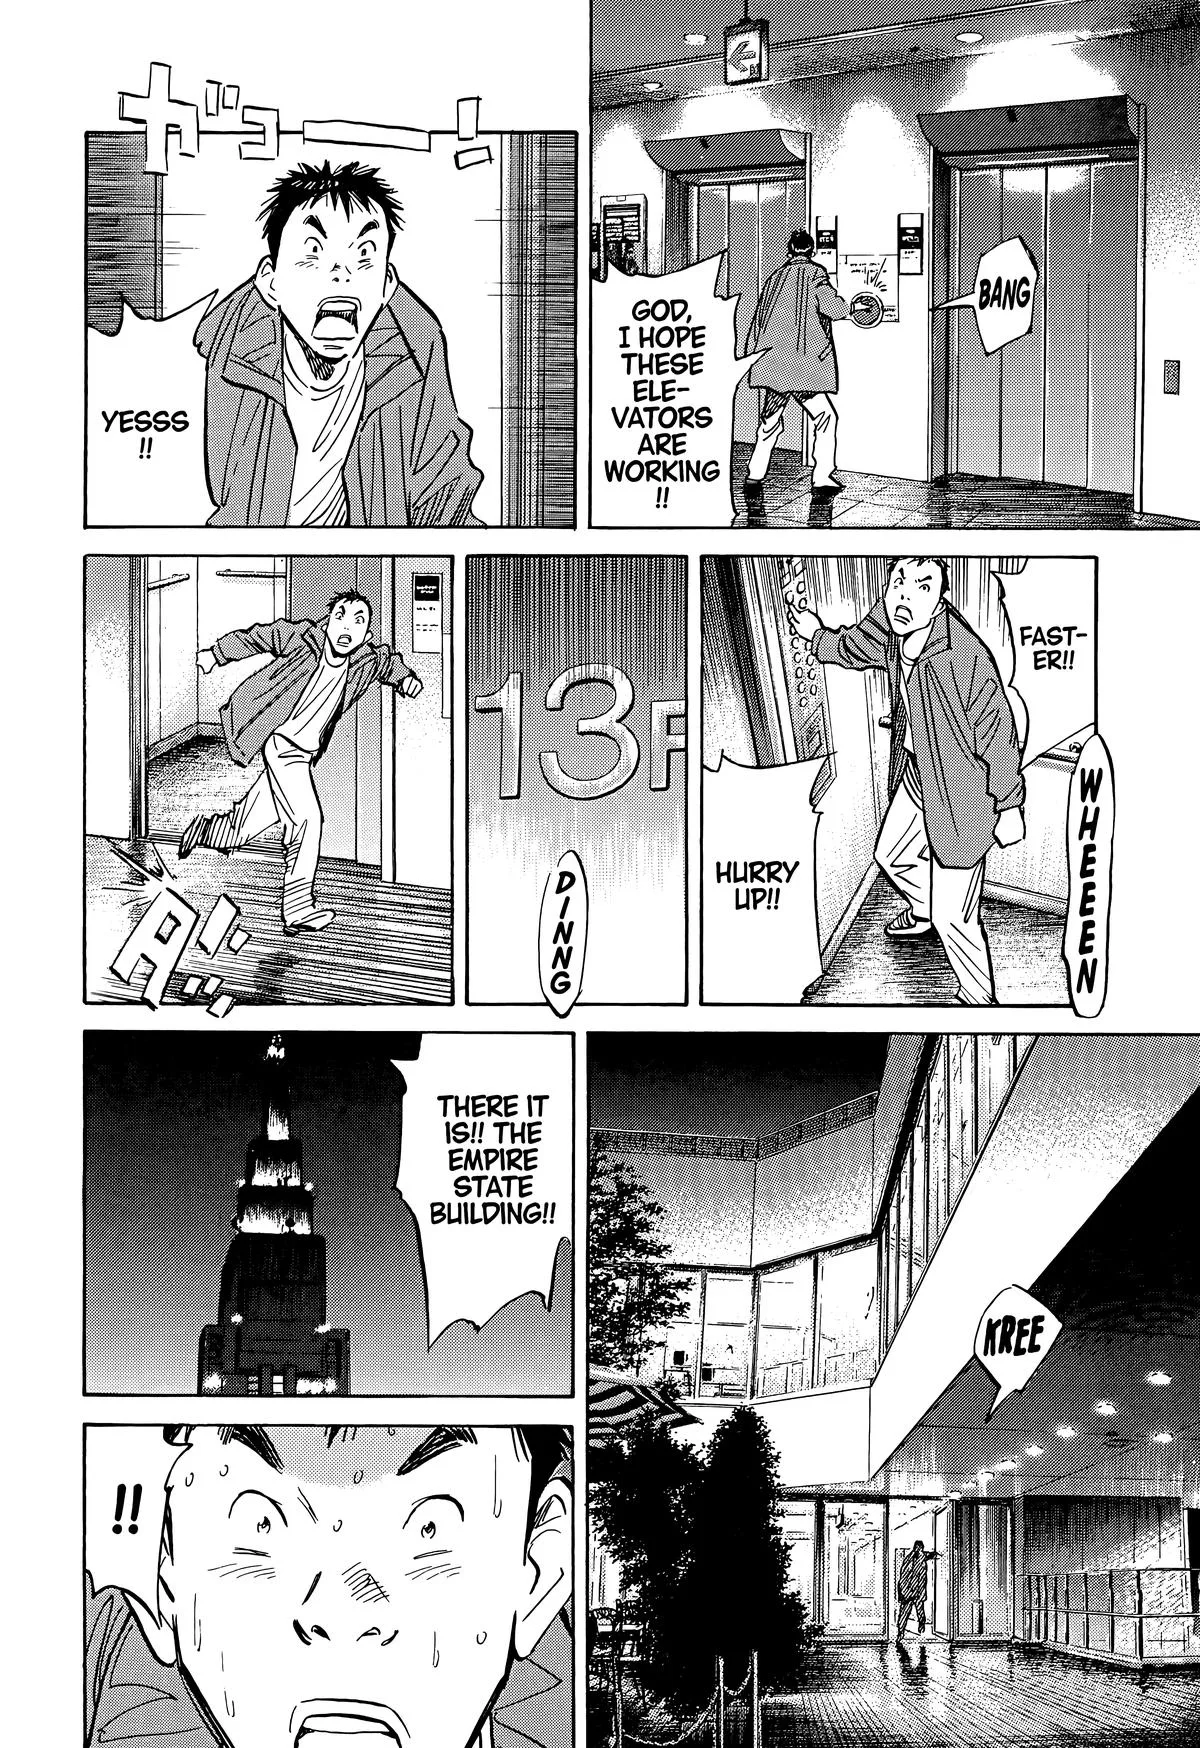 BANG
GOD,
I HOPE
THESE
ELE-
VATORS
ARE
WORKING
!!
ガコーー!
YESSS
!!
FAST-
ER!!
HURRY
UP!!
WHEEEN
13F
DINNG
ダッ
KREE
THERE IT
IS!! THE
EMPIRE
STATE
BUILDING!!
!!